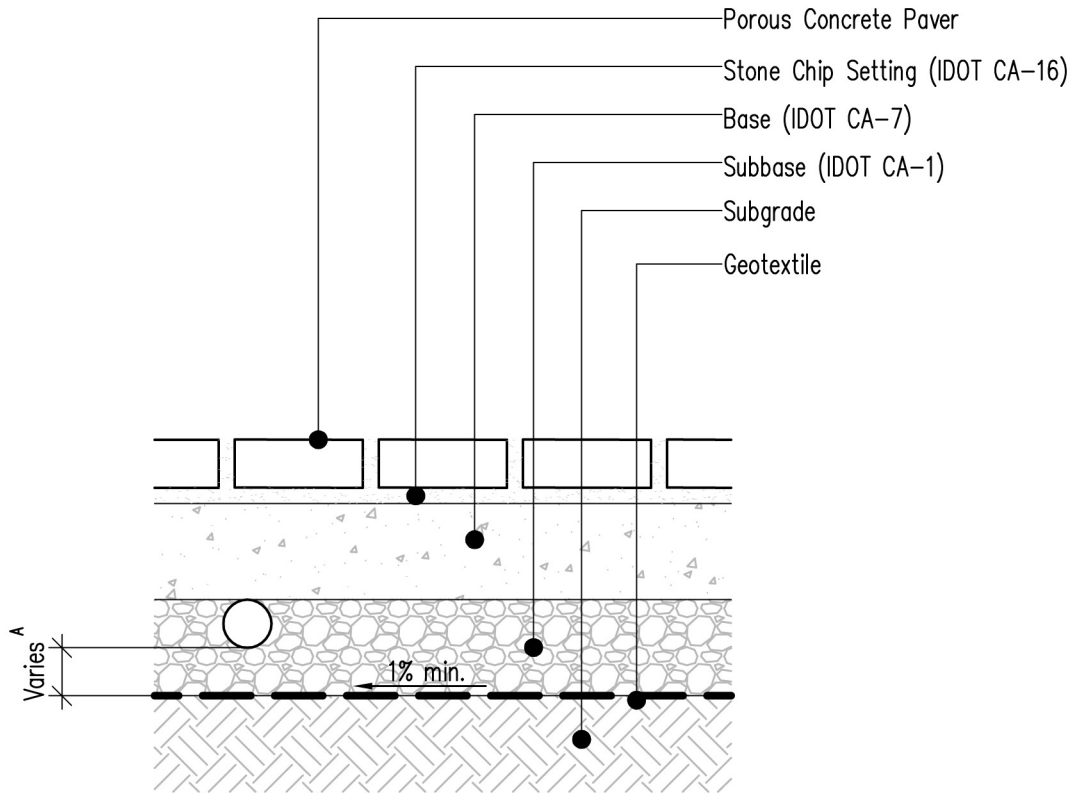 Porous Concrete Paver
Stone Chip Setting (IDOT CA-16)
Base (IDOT CA-7)
Subbase (IDOT CA-1)
Subgrade
Geotextile
A
Varies
1% min.